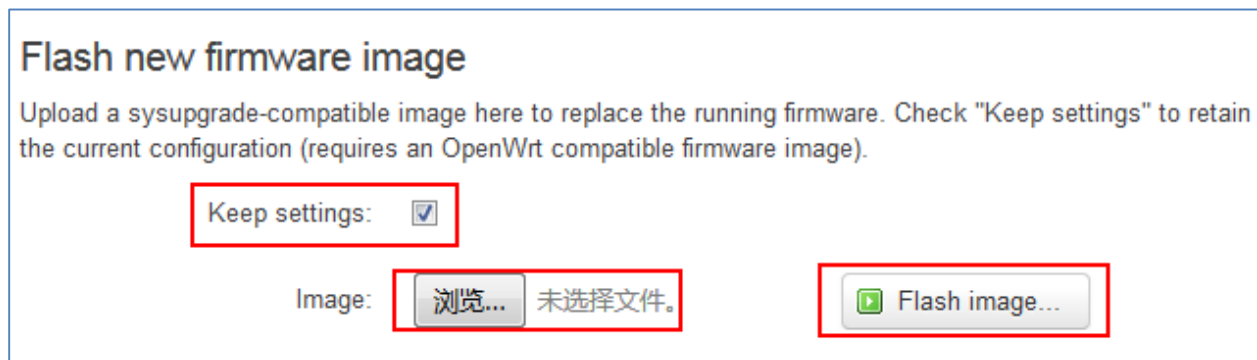 Flash new firmware image
Upload a sysupgrade-compatible image here to replace the running firmware. Check "Keep settings" to retain
the current configuration (requires an OpenWrt compatible firmware image).
Keep settings:
Image: 浏览... 未选择文件。 Flash image...